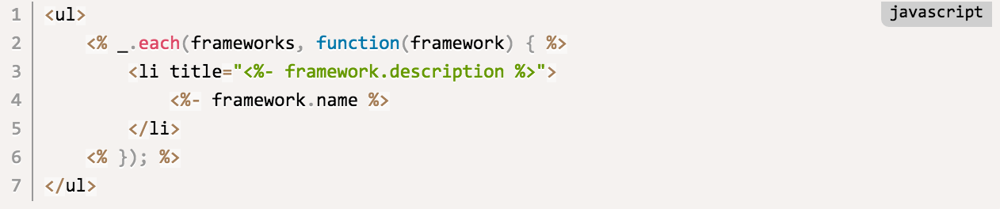 javascript
1 <ul>
2     <% _.each(frameworks, function(framework) { %>
3         <li title="<%- framework.description %>">
4             <%- framework.name %>
5         </li>
6     <% }); %>
7 </ul>